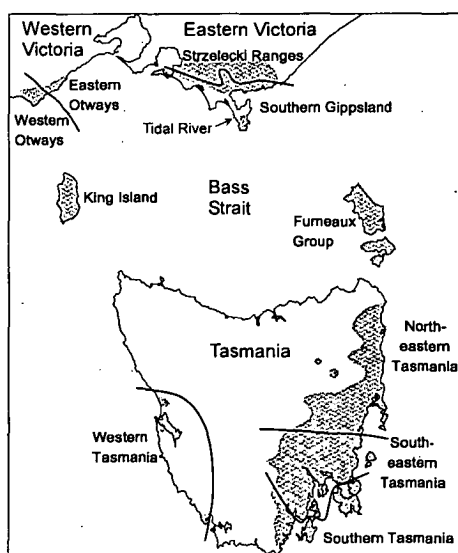 Western
Victoria
Eastern Victoria
Strzelecki Ranges
Eastern
Otways
Western
Otways
Southern Gippsland
Tidal River
King Island
Bass
Strait
Furneaux
Group
Tasmania
North-
eastern
Tasmania
Western
Tasmania
South-
eastern
Tasmania
Southern Tasmania